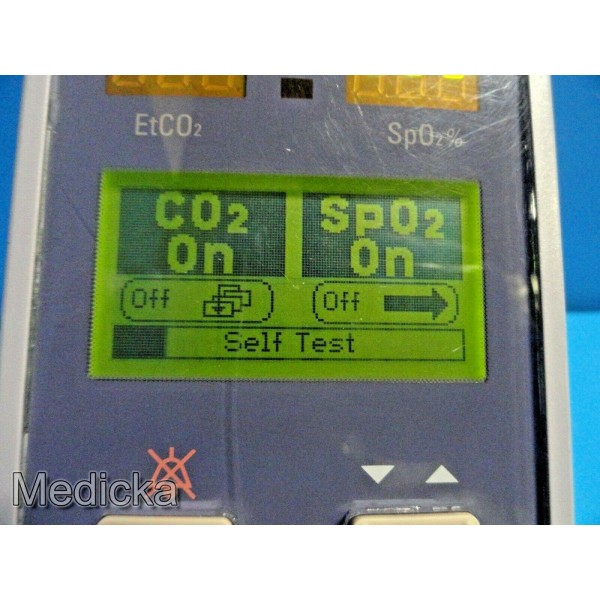 EtCO₂ SpO₂%
CO₂ SpO₂
On On
Off Off
Self Test
Medicka